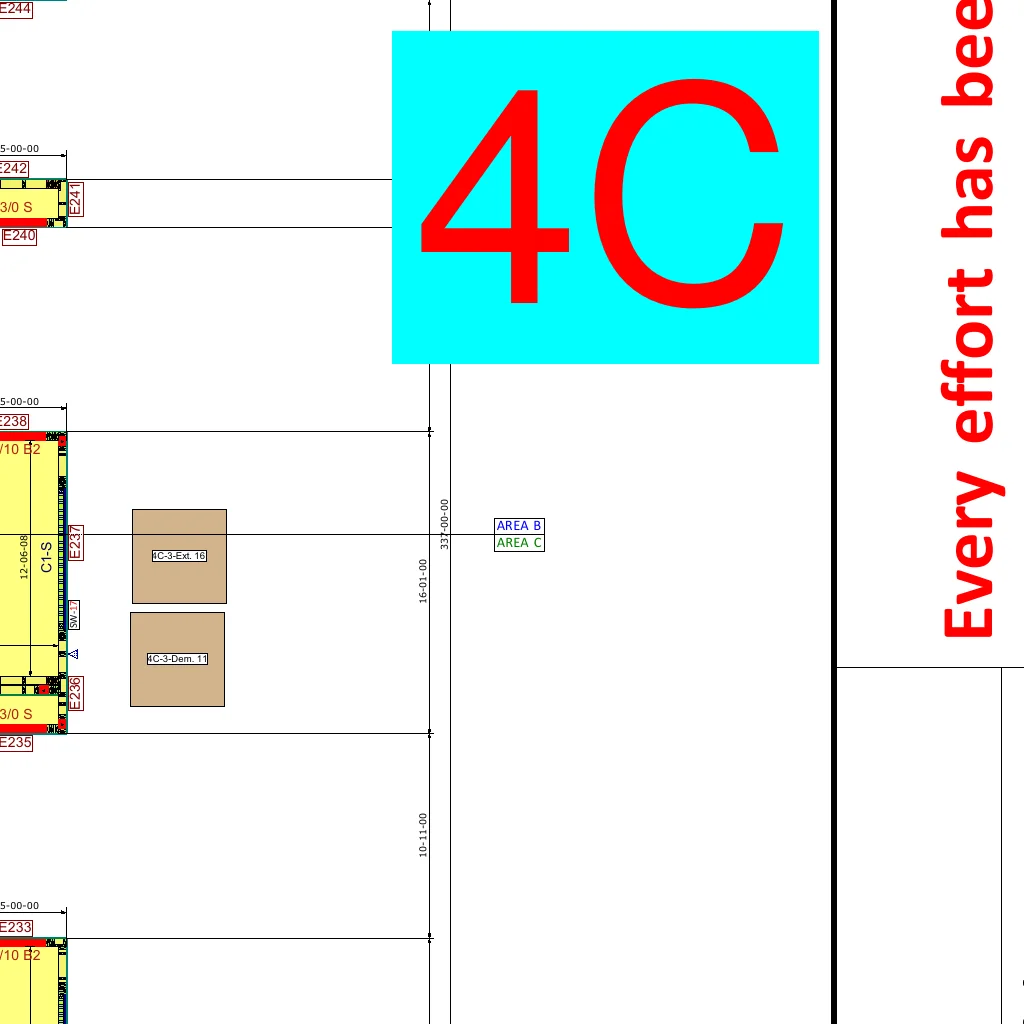 E244
4C
Every effort has bee
5-00-00
E242
E241
3/0 S
E240
5-00-00
E238
/10 B2
E237
12-06-08
C1-S
4C-3-Ext. 16
337-00-00
AREA B
AREA C
16-01-00
SW-17
4C-3-Dem. 11
E236
3/0 S
E235
10-11-00
5-00-00
E233
/10 B2